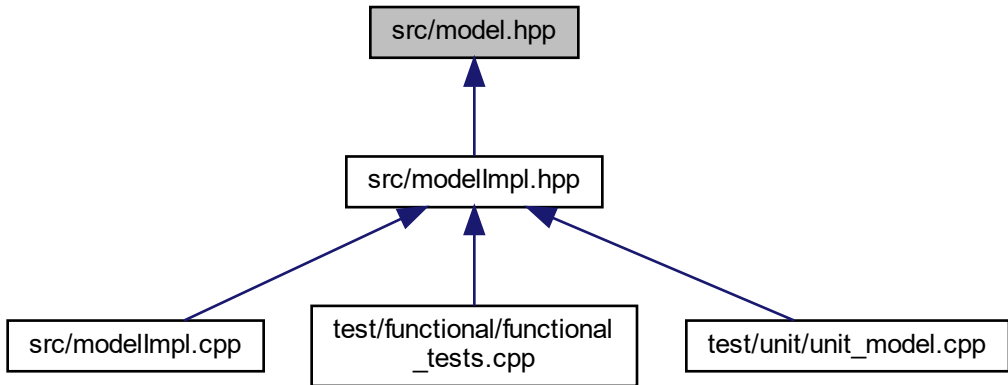 src/model.hpp
src/modelImpl.hpp
src/modelImpl.cpp
test/functional/functional
_tests.cpp
test/unit/unit_model.cpp